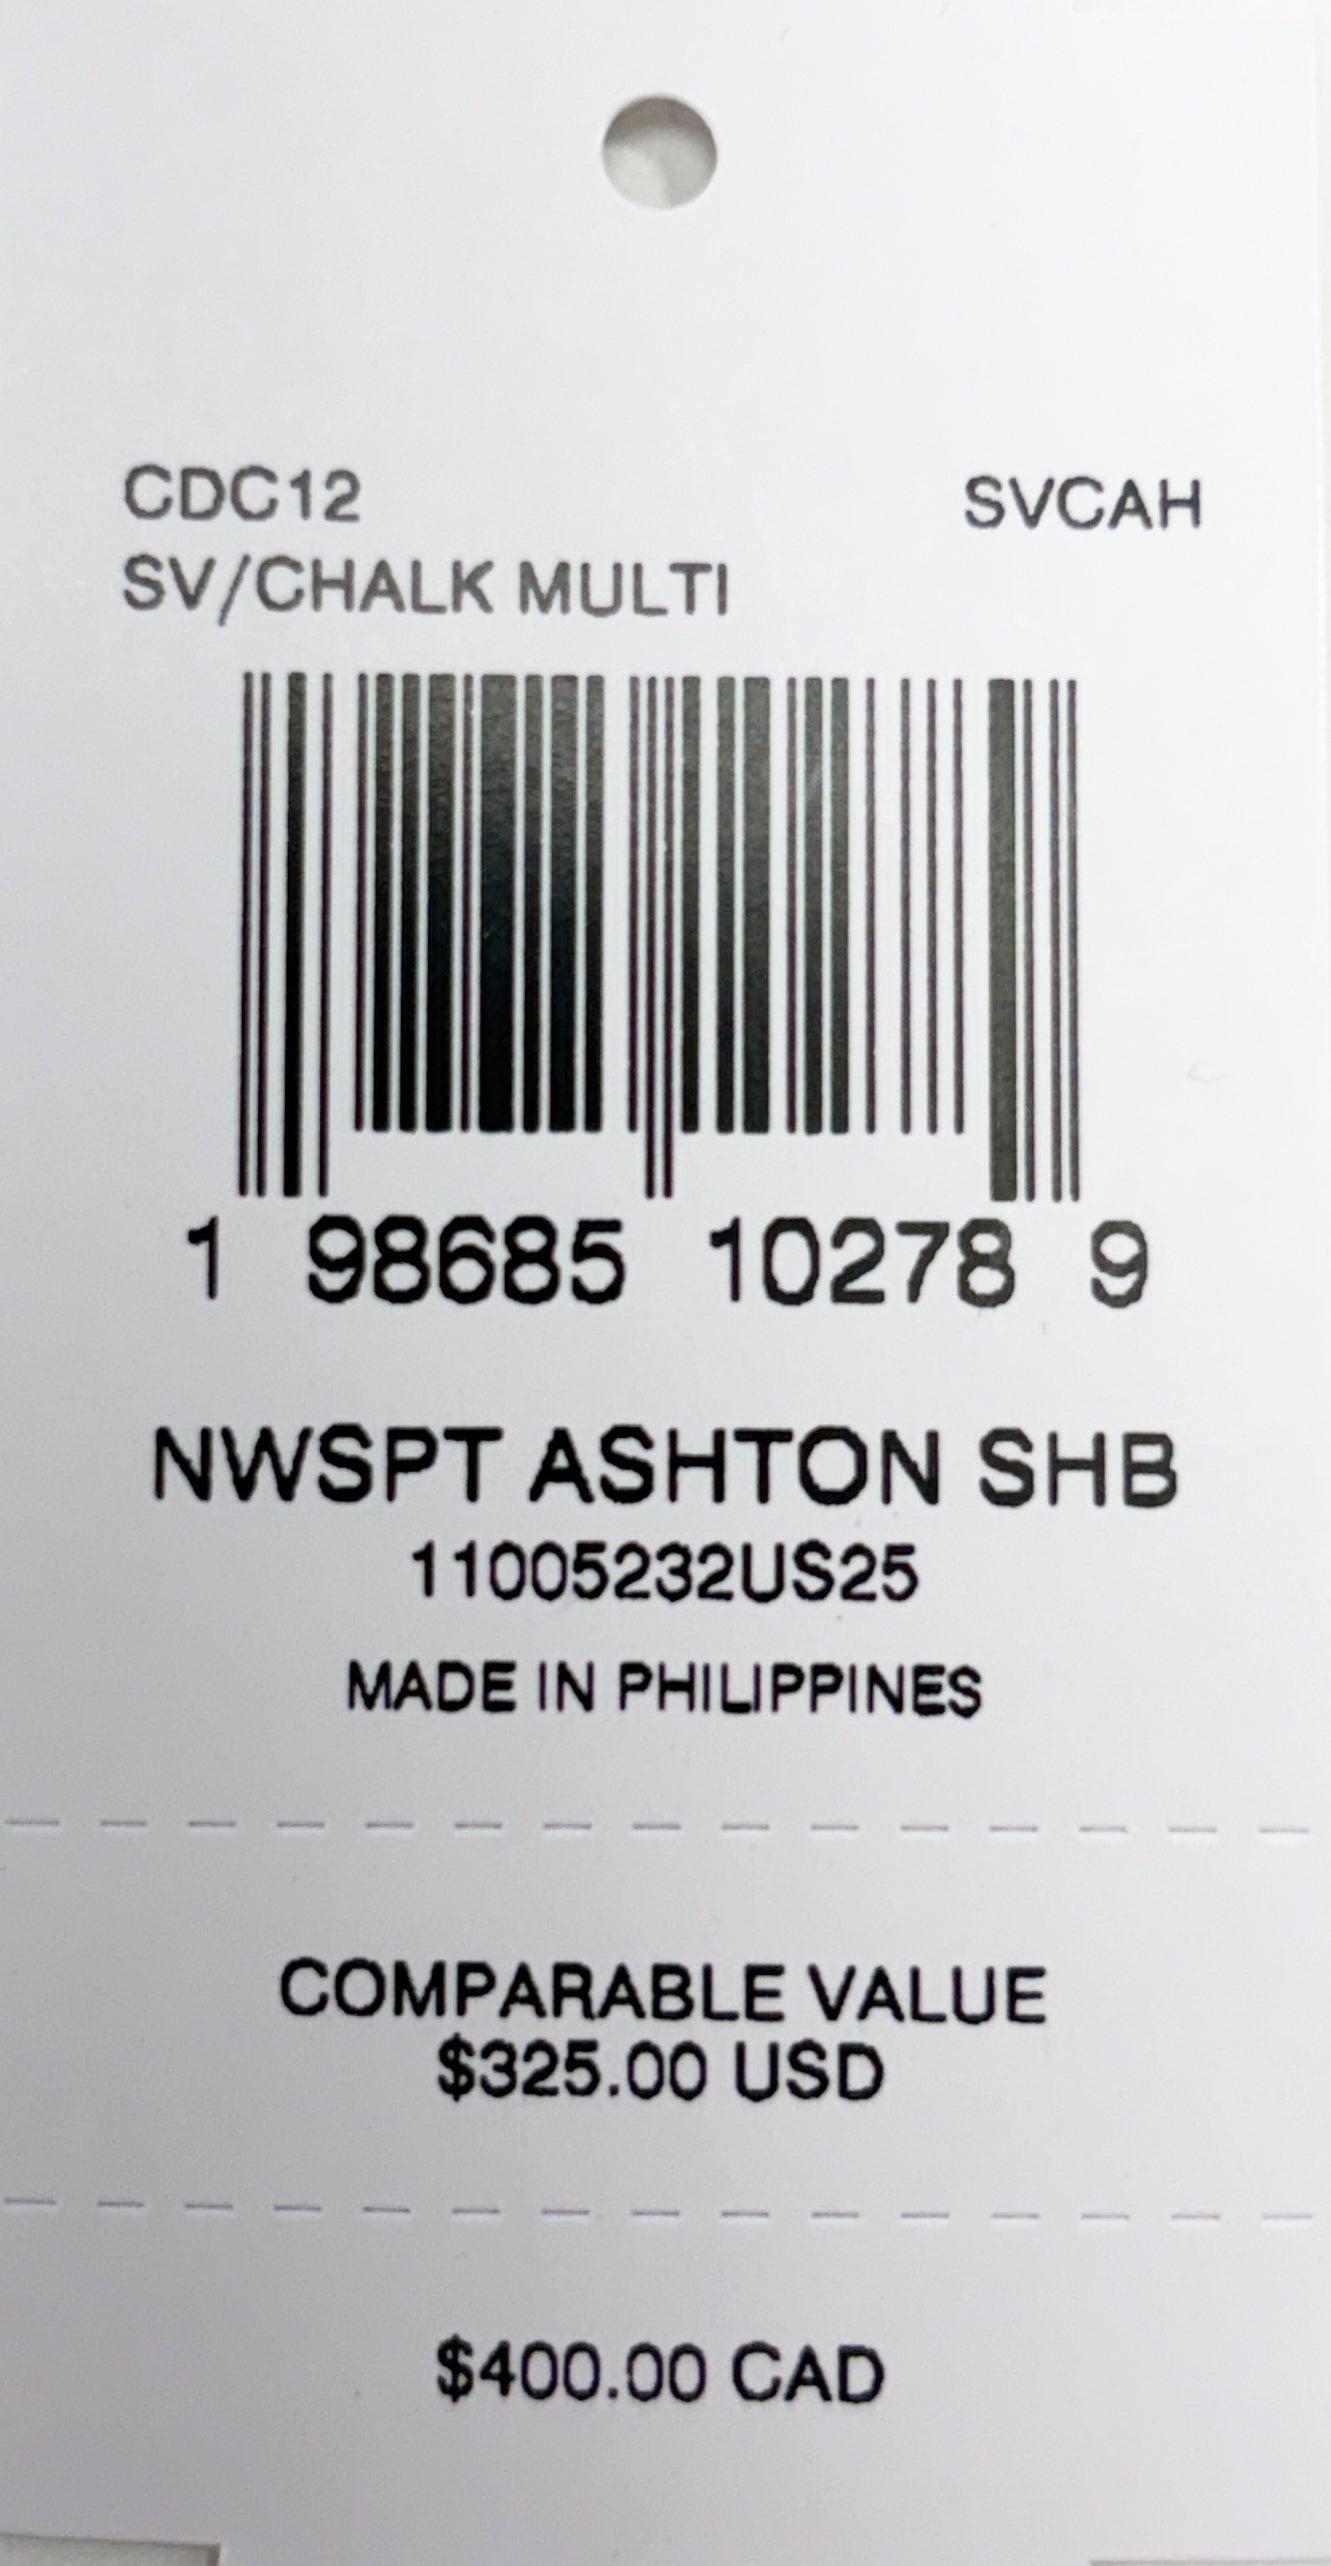 CDC12 SVCAH
SV/CHALK MULTI
1 98685 10278 9
NWSPT ASHTON SHB
11005232US25
MADE IN PHILIPPINES
COMPARABLE VALUE
$325.00 USD
$400.00 CAD